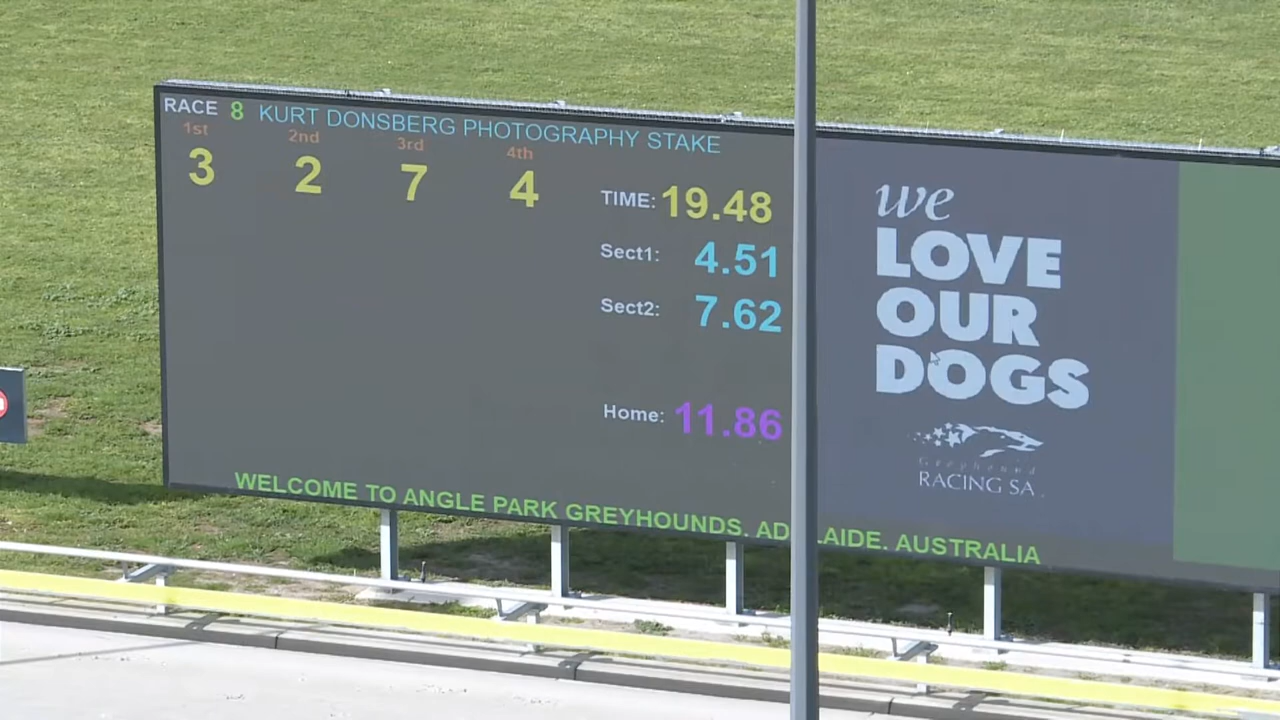 RACE 8 KURT DONSBERG PHOTOGRAPHY STAKE
1st 2nd 3rd 4th
3 2 7 4
TIME: 19.48
Sect1: 4.51
Sect2: 7.62
Home: 11.86
WELCOME TO ANGLE PARK GREYHOUNDS, ADELAIDE, AUSTRALIA
we
LOVE
OUR
DOGS
Greyhound
RACING SA